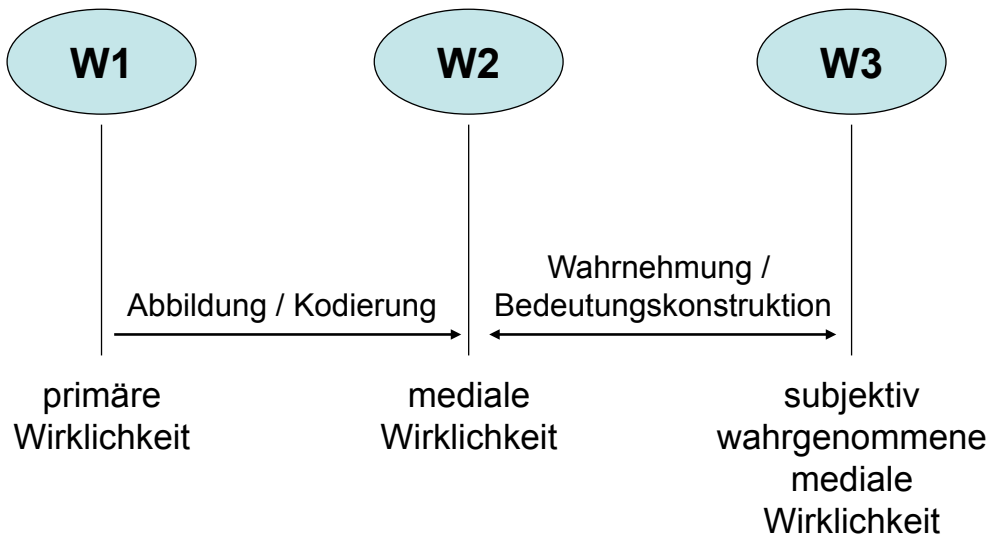 W1
W2
W3
Abbildung / Kodierung
Wahrnehmung /
Bedeutungskonstruktion
primäre
Wirklichkeit
mediale
Wirklichkeit
subjektiv
wahrgenommene
mediale
Wirklichkeit